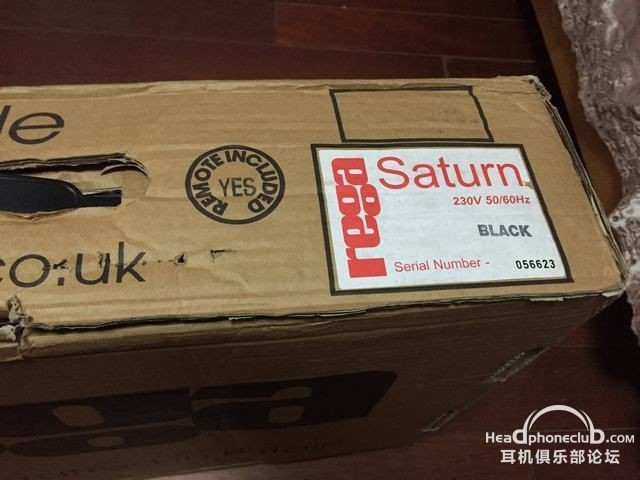 REMOTE INCLUDED
YES
rega
Saturn
230V 50/60Hz
BLACK
Serial Number - 056623
co.uk
Headphoneclub.com
耳机俱乐部论坛